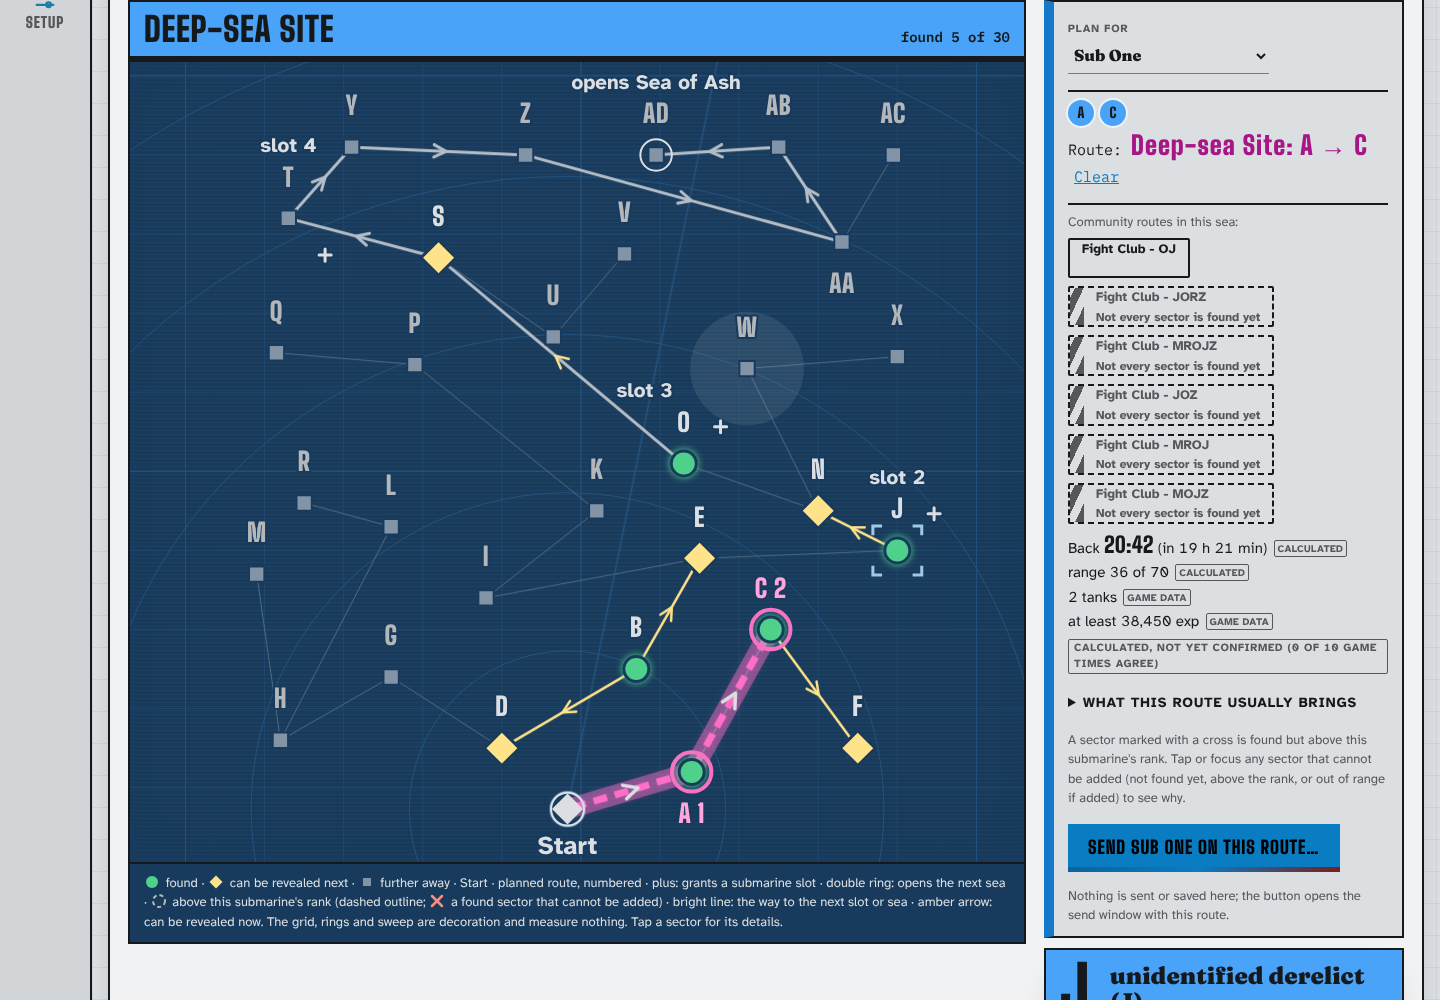 SETUP
DEEP-SEA SITE
found 5 of 30
opens Sea of Ash
Y
Z
AD
AB
AC
slot 4
T
S
V
+
AA
U
Q
P
W
X
slot 3
O
+
R
L
K
N
slot 2
J
+
M
E
I
C 2
B
G
H
D
F
A 1
Start
found · can be revealed next · further away · Start · planned route, numbered · plus: grants a submarine slot · double ring: opens the next sea
· above this submarine's rank (dashed outline; a found sector that cannot be added) · bright line: the way to the next slot or sea · amber arrow:
can be revealed now. The grid, rings and sweep are decoration and measure nothing. Tap a sector for its details.
PLAN FOR
Sub One
A C
Route: Deep-sea Site: A → C
Clear
Community routes in this sea:
Fight Club - OJ
Fight Club - JORZ
Not every sector is found yet
Fight Club - MROJZ
Not every sector is found yet
Fight Club - JOZ
Not every sector is found yet
Fight Club - MROJ
Not every sector is found yet
Fight Club - MOJZ
Not every sector is found yet
Back 20:42 (in 19 h 21 min) CALCULATED
range 36 of 70 CALCULATED
2 tanks GAME DATA
at least 38,450 exp GAME DATA
CALCULATED, NOT YET CONFIRMED (0 OF 10 GAME
TIMES AGREE)
WHAT THIS ROUTE USUALLY BRINGS
A sector marked with a cross is found but above this
submarine's rank. Tap or focus any sector that cannot
be added (not found yet, above the rank, or out of range
if added) to see why.
SEND SUB ONE ON THIS ROUTE…
Nothing is sent or saved here; the button opens the
send window with this route.
J
unidentified derelict
(J)